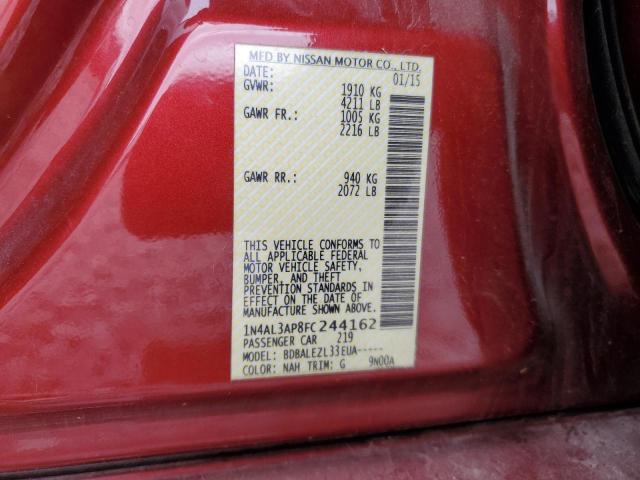 MFD BY NISSAN MOTOR CO., LTD.
DATE: 01/15
GVWR: 1910 KG
4211 LB
GAWR FR.: 1005 KG
2216 LB
GAWR RR.: 940 KG
2072 LB
THIS VEHICLE CONFORMS TO
ALL APPLICABLE FEDERAL
MOTOR VEHICLE SAFETY,
BUMPER, AND THEFT
PREVENTION STANDARDS IN
EFFECT ON THE DATE OF
MANUFACTURE SHOWN ABOVE.
1N4AL3AP8FC244162
PASSENGER CAR 219
MODEL: BDBALEZL33EUA-----
COLOR: NAH TRIM: G 9N00A